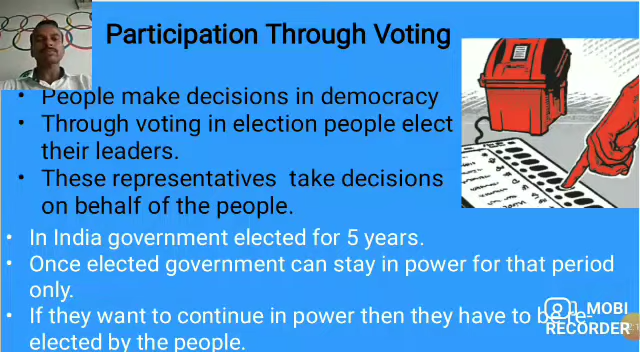 Participation Through Voting
• People make decisions in democracy
• Through voting in election people elect
their leaders.
• These representatives take decisions
on behalf of the people.
• In India government elected for 5 years.
• Once elected government can stay in power for that period
only.
• If they want to continue in power then they have to be re-
elected by the people.
MOBI
RECORDER